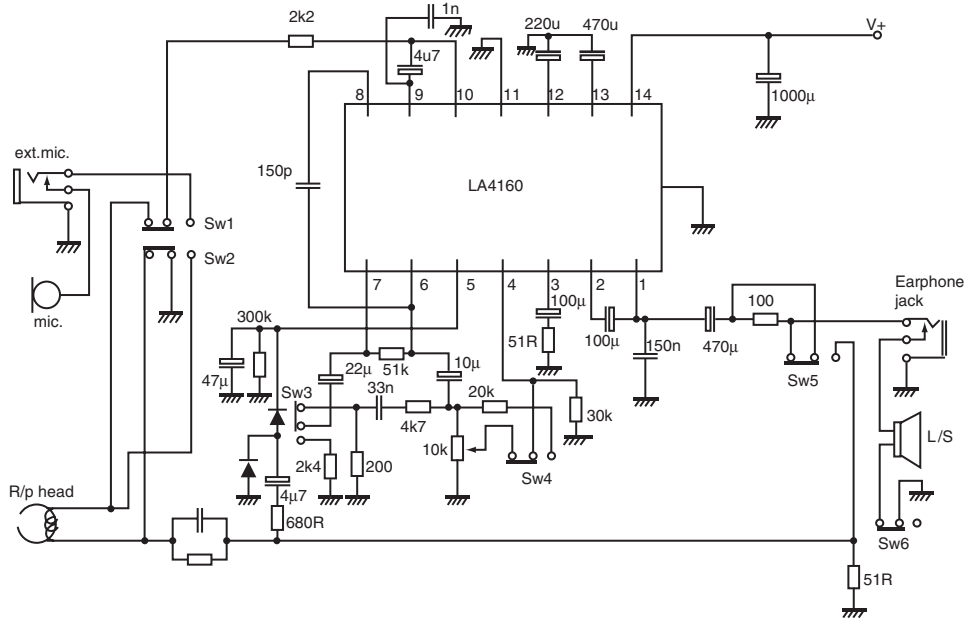 1n
2k2
220u
470u
V+
4u7
1000µ
8
9
10
11
12
13
14
ext.mic.
150p
LA4160
Sw1
Sw2
mic.
7
6
5
4
3
2
1
Earphone
jack
300k
100µ
100
51R
100µ
150n
470µ
47µ
22µ
51k
10µ
Sw3
33n
20k
Sw5
4k7
30k
10k
L/S
2k4
200
Sw4
R/p head
4µ7
680R
Sw6
51R